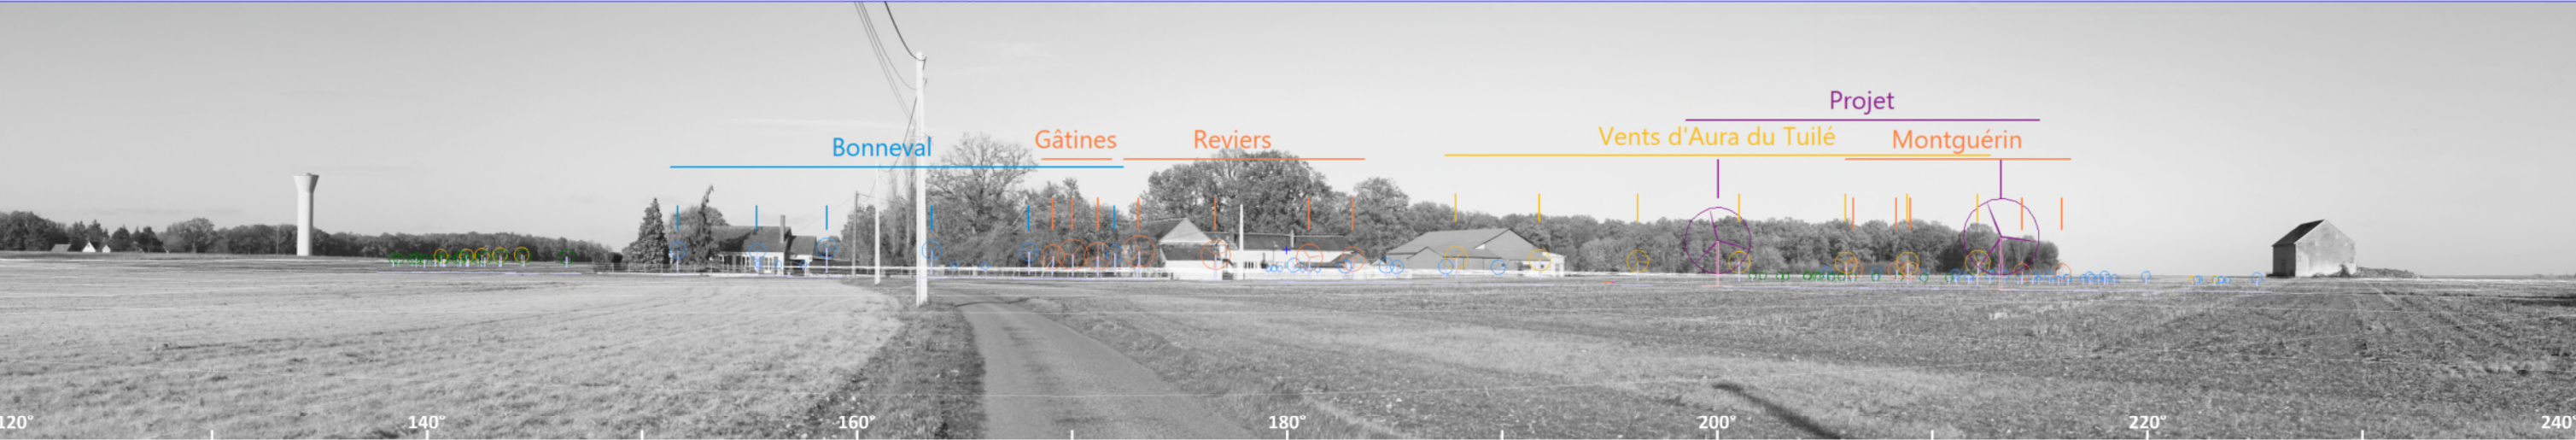 Projet
Vents d'Aura du Tuilé
Montguérin
Bonneval
Gâtines
Reviers
120°
140°
160°
180°
200°
220°
240°